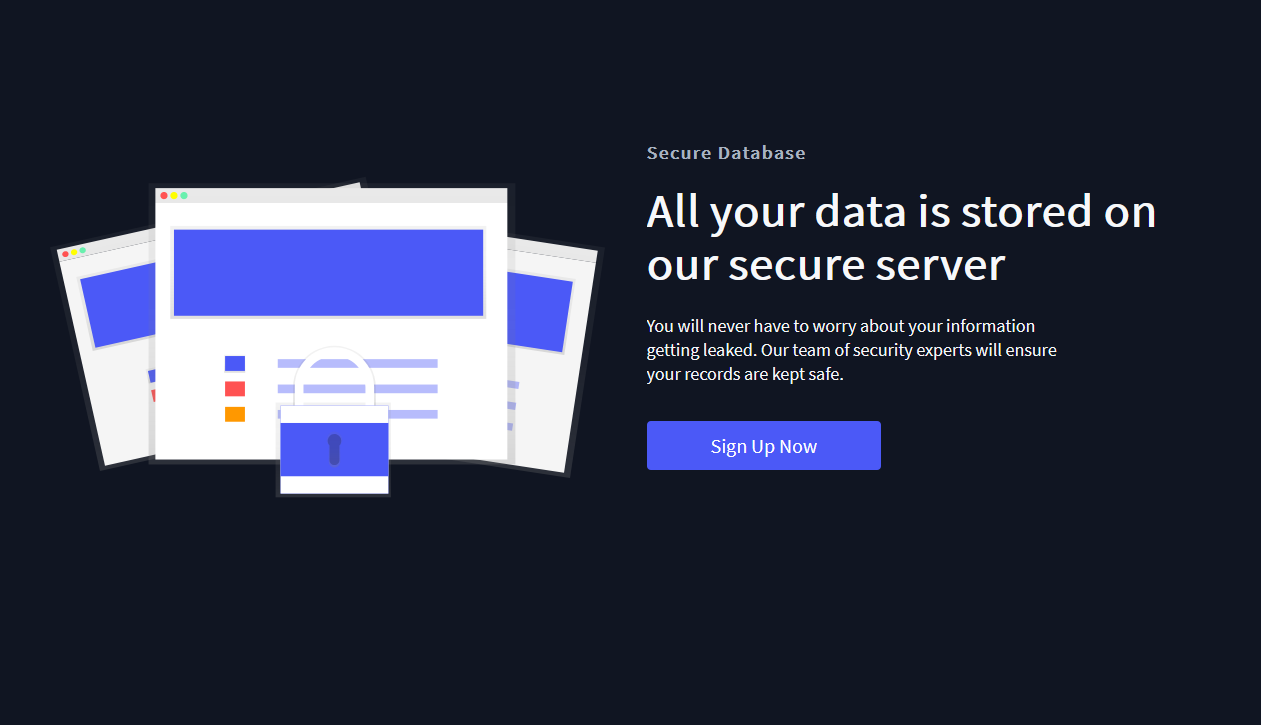 Secure Database
All your data is stored on
our secure server
You will never have to worry about your information
getting leaked. Our team of security experts will ensure
your records are kept safe.
Sign Up Now